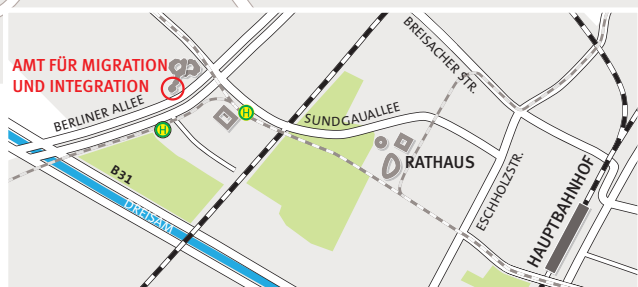 AMT FÜR MIGRATION
UND INTEGRATION
BREISACHER STR.
BERLINER ALLEE
H
H
SUNDGAUALLEE
RATHAUS
B31
DREISAM
ESCHHOLZSTR.
HAUPTBAHNHOF